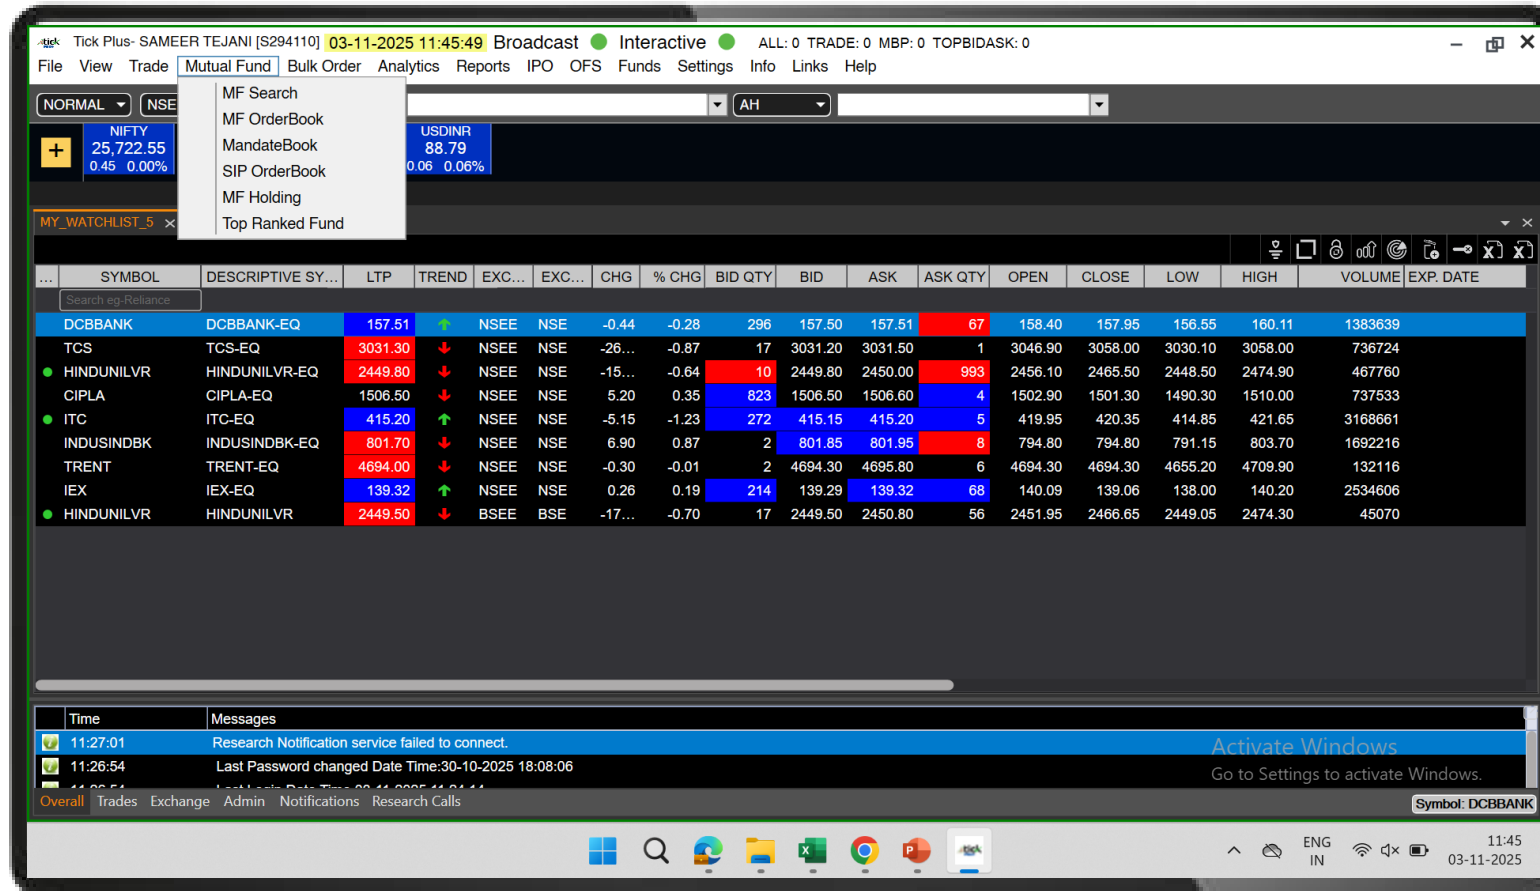 Tick Plus- SAMEER TEJANI [S294110] 03-11-2025 11:45:49 Broadcast Interactive ALL: 0 TRADE: 0 MBP: 0 TOPBIDASK: 0
File View Trade Mutual Fund Bulk Order Analytics Reports IPO OFS Funds Settings Info Links Help
NORMAL NSE AH
MF Search
MF OrderBook
MandateBook
SIP OrderBook
MF Holding
Top Ranked Fund
NIFTY
25,722.55
0.45 0.00%
USDINR
88.79
0.06 0.06%
MY_WATCHLIST_5
... SYMBOL DESCRIPTIVE SY... LTP TREND EXC... EXC... CHG % CHG BID QTY BID ASK ASK QTY OPEN CLOSE LOW HIGH VOLUME EXP. DATE
Search eg-Reliance
DCBBANK DCBBANK-EQ 157.51 NSEE NSE -0.44 -0.28 296 157.50 157.51 67 158.40 157.95 156.55 160.11 1383639
TCS TCS-EQ 3031.30 NSEE NSE -26... -0.87 17 3031.20 3031.50 1 3046.90 3058.00 3030.10 3058.00 736724
HINDUNILVR HINDUNILVR-EQ 2449.80 NSEE NSE -15... -0.64 10 2449.80 2450.00 993 2456.10 2465.50 2448.50 2474.90 467760
CIPLA CIPLA-EQ 1506.50 NSEE NSE 5.20 0.35 823 1506.50 1506.60 4 1502.90 1501.30 1490.30 1510.00 737533
ITC ITC-EQ 415.20 NSEE NSE -5.15 -1.23 272 415.15 415.20 5 419.95 420.35 414.85 421.65 3168661
INDUSINDBK INDUSINDBK-EQ 801.70 NSEE NSE 6.90 0.87 2 801.85 801.95 8 794.80 794.80 791.15 803.70 1692216
TRENT TRENT-EQ 4694.00 NSEE NSE -0.30 -0.01 2 4694.30 4695.80 6 4694.30 4694.30 4655.20 4709.90 132116
IEX IEX-EQ 139.32 NSEE NSE 0.26 0.19 214 139.29 139.32 68 140.09 139.06 138.00 140.20 2534606
HINDUNILVR HINDUNILVR 2449.50 BSEE BSE -17... -0.70 17 2449.50 2450.80 56 2451.95 2466.65 2449.05 2474.30 45070
Time Messages
11:27:01 Research Notification service failed to connect.
11:26:54 Last Password changed Date Time:30-10-2025 18:08:06
Activate Windows
Go to Settings to activate Windows.
Overall Trades Exchange Admin Notifications Research Calls Symbol: DCBBANK
ENG
IN
11:45
03-11-2025